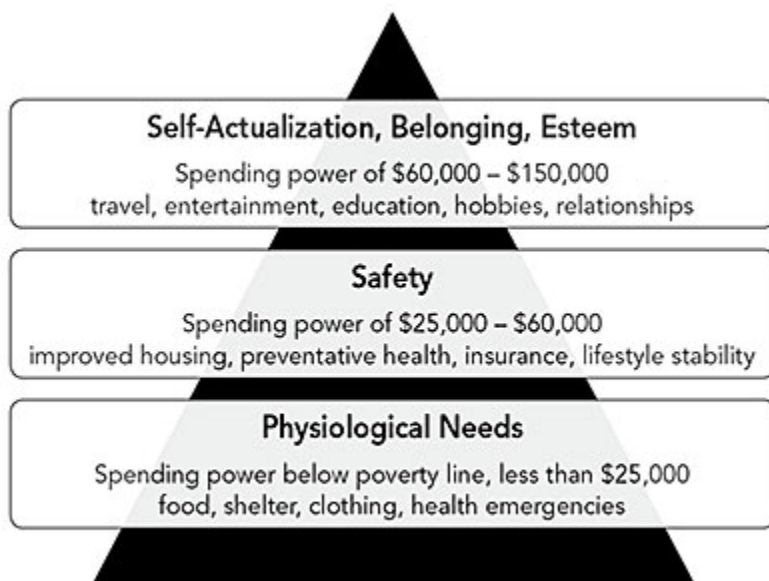 Self-Actualization, Belonging, Esteem
Spending power of $60,000 – $150,000
travel, entertainment, education, hobbies, relationships
Safety
Spending power of $25,000 – $60,000
improved housing, preventative health, insurance, lifestyle stability
Physiological Needs
Spending power below poverty line, less than $25,000
food, shelter, clothing, health emergencies